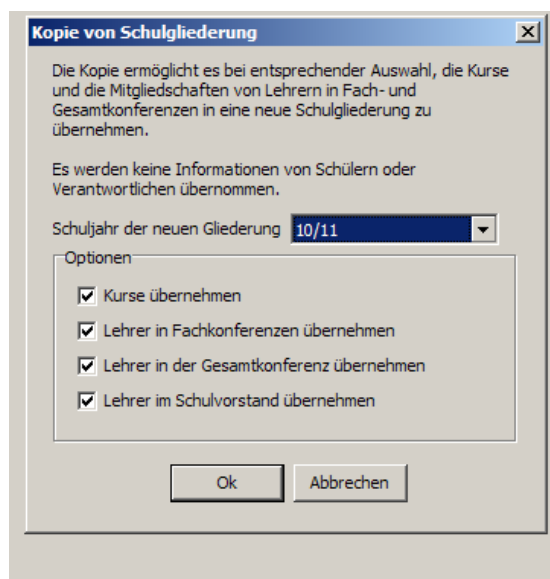 Kopie von Schulgliederung
Die Kopie ermöglicht es bei entsprechender Auswahl, die Kurse
und die Mitgliedschaften von Lehrern in Fach- und
Gesamtkonferenzen in eine neue Schulgliederung zu
übernehmen.
Es werden keine Informationen von Schülern oder
Verantwortlichen übernommen.
Schuljahr der neuen Gliederung 10/11
Optionen
Kurse übernehmen
Lehrer in Fachkonferenzen übernehmen
Lehrer in der Gesamtkonferenz übernehmen
Lehrer im Schulvorstand übernehmen
Ok Abbrechen